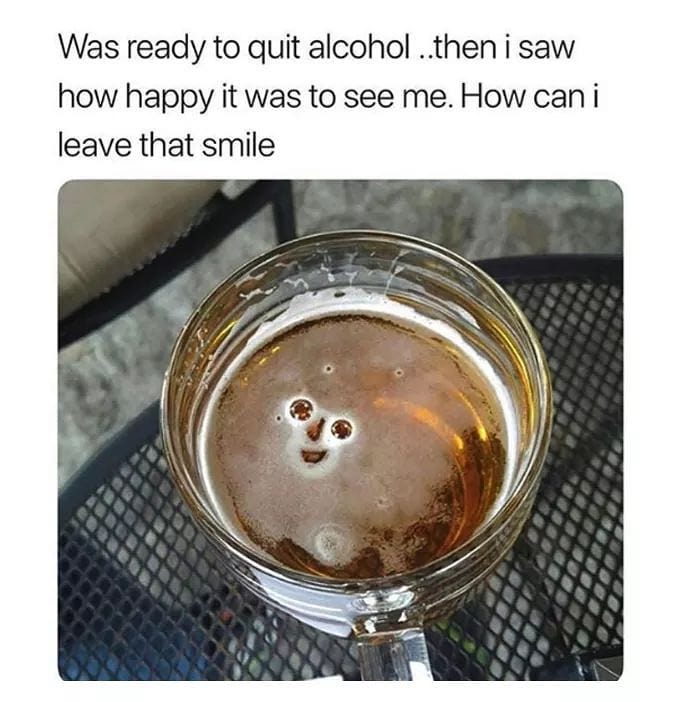 Was ready to quit alcohol ..then i saw
how happy it was to see me. How can i
leave that smile